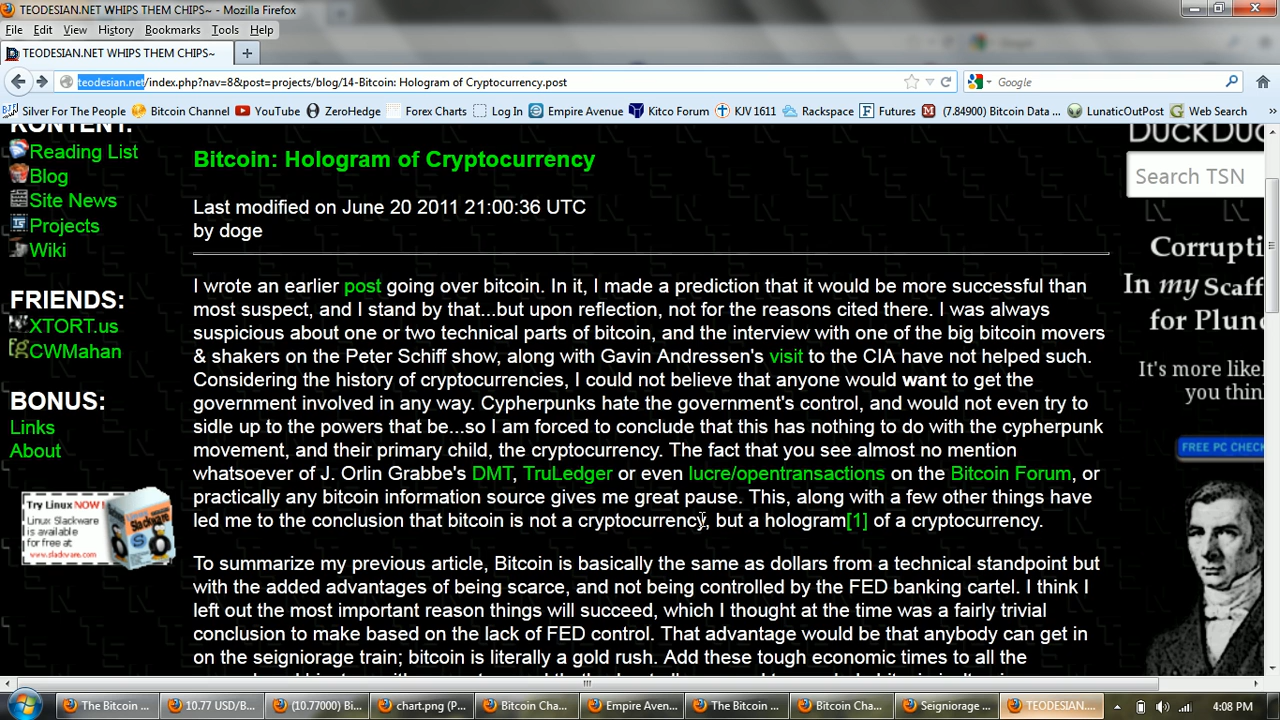 TEODESIAN.NET WHIPS THEM CHIPS~ - Mozilla Firefox
File Edit View History Bookmarks Tools Help
TEODESIAN.NET WHIPS THEM CHIPS~
teodesian.net/index.php?nav=8&post=projects/blog/14-Bitcoin: Hologram of Cryptocurrency.post
Google
Silver For The People Bitcoin Channel YouTube ZeroHedge Forex Charts Log In Empire Avenue Kitco Forum KJV 1611 Rackspace Futures (7.84900) Bitcoin Data ... LunaticOutPost Web Search
KONTENT:
Reading List
Blog
Site News
Projects
Wiki
FRIENDS:
XTORT.us
CWMahan
BONUS:
Links
About
Try Linux NOW!
Linux Slackware
is free for
free at
www.slackware.com
Bitcoin: Hologram of Cryptocurrency
Last modified on June 20 2011 21:00:36 UTC
by doge
I wrote an earlier post going over bitcoin. In it, I made a prediction that it would be more successful than
most suspect, and I stand by that...but upon reflection, not for the reasons cited there. I was always
suspicious about one or two technical parts of bitcoin, and the interview with one of the big bitcoin movers
& shakers on the Peter Schiff show, along with Gavin Andressen's visit to the CIA have not helped such.
Considering the history of cryptocurrencies, I could not believe that anyone would want to get the
government involved in any way. Cypherpunks hate the government's control, and would not even try to
sidle up to the powers that be...so I am forced to conclude that this has nothing to do with the cypherpunk
movement, and their primary child, the cryptocurrency. The fact that you see almost no mention
whatsoever of J. Orlin Grabbe's DMT, TruLedger or even lucre/opentransactions on the Bitcoin Forum, or
practically any bitcoin information source gives me great pause. This, along with a few other things have
led me to the conclusion that bitcoin is not a cryptocurrency, but a hologram[1] of a cryptocurrency.
To summarize my previous article, Bitcoin is basically the same as dollars from a technical standpoint but
with the added advantages of being scarce, and not being controlled by the FED banking cartel. I think I
left out the most important reason things will succeed, which I thought at the time was a fairly trivial
conclusion to make based on the lack of FED control. That advantage would be that anybody can get in
on the seigniorage train; bitcoin is literally a gold rush. Add these tough economic times to all the
DUCKDUC
Search TSN
Corrupti
In my Scaff
for Plun
It's more likel
you thin
FREE PC CHECK
The Bitcoin ... 10.77 USD/B... (10.77000) Bi... chart.png (P... Bitcoin Cha... Empire Aven... The Bitcoin ... Bitcoin Cha... Seigniorage ... TEODESIAN.... 4:08 PM